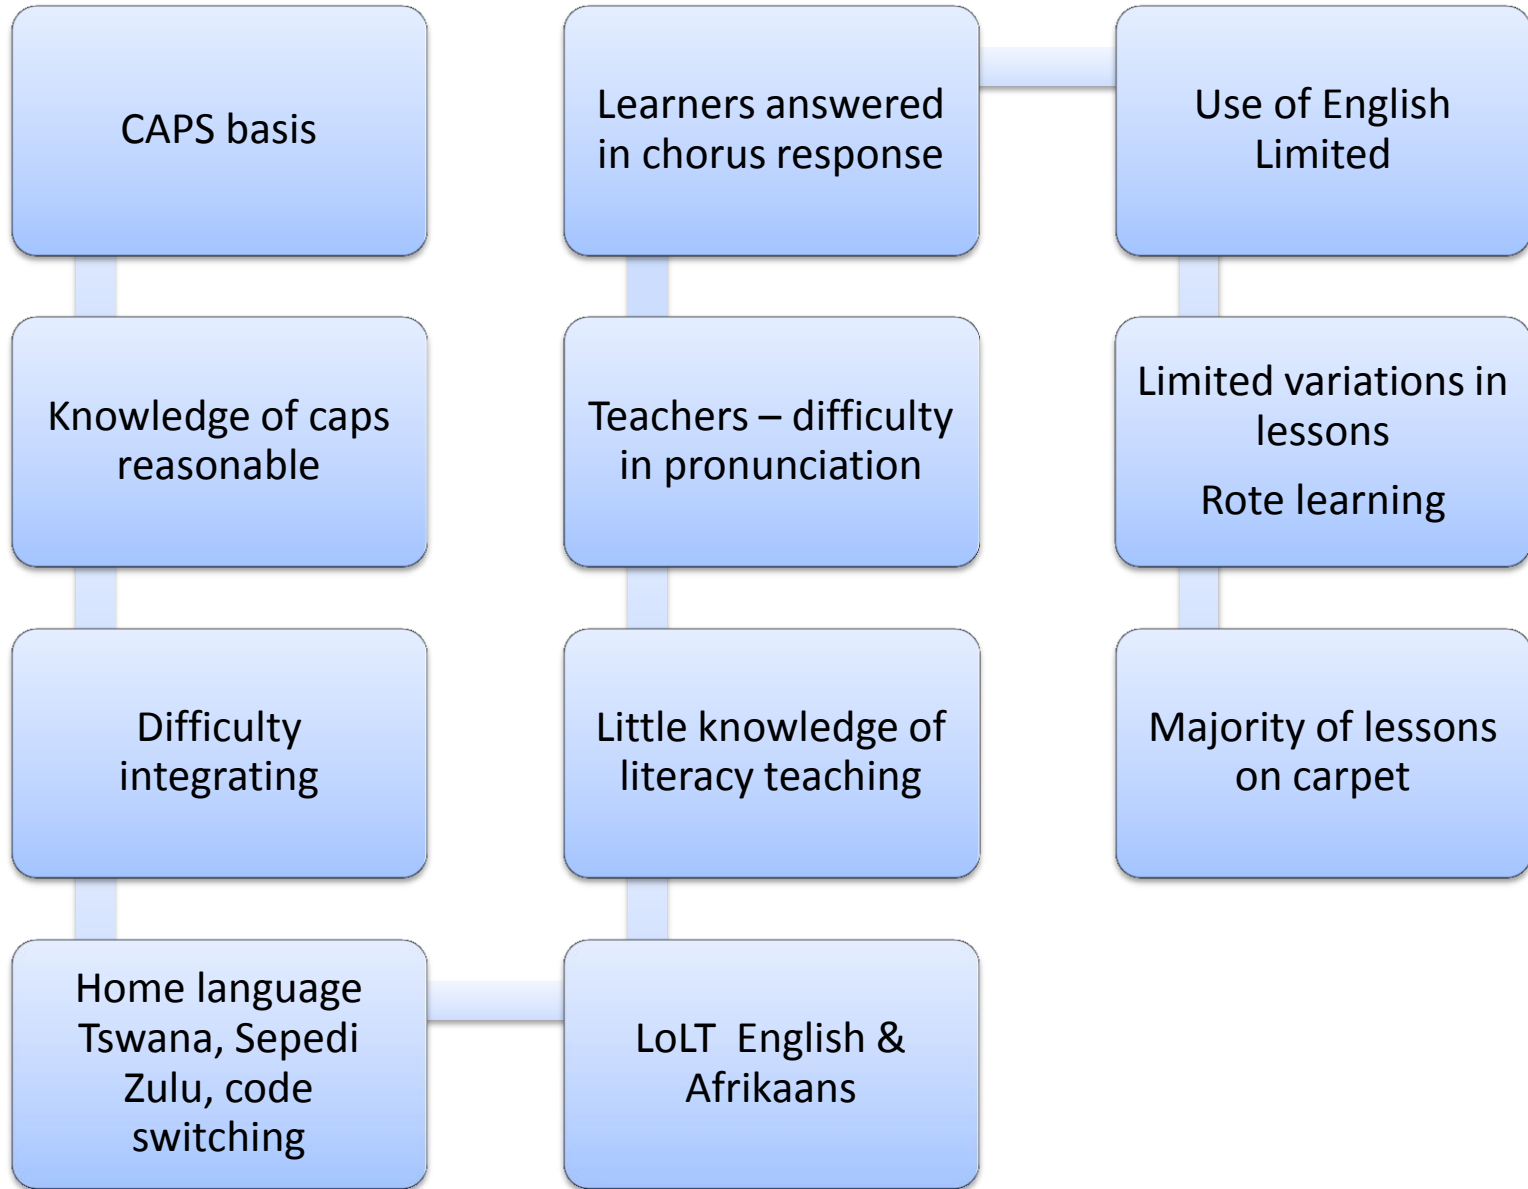 CAPS basis
Knowledge of caps
reasonable
Difficulty
integrating
Home language
Tswana, Sepedi
Zulu, code
switching
LoLT  English &
Afrikaans
Little knowledge of
literacy teaching
Teachers – difficulty
in pronunciation
Learners answered
in chorus response
Use of English
Limited
Limited variations in
lessons
Rote learning
Majority of lessons
on carpet